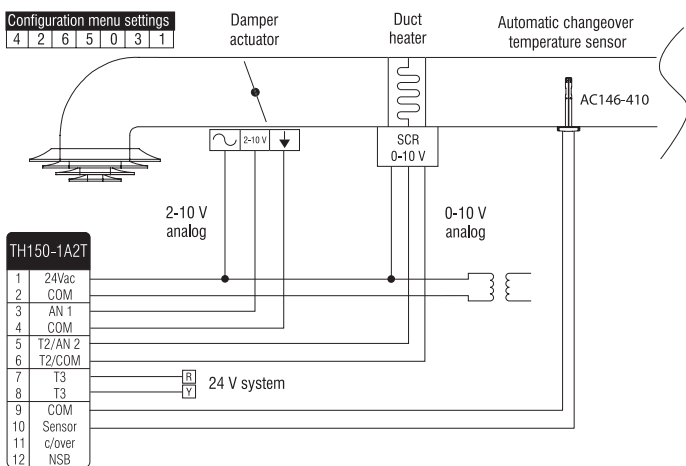 Configuration menu settings
4 2 6 5 0 3 1
Damper
actuator
Duct
heater
Automatic changeover
temperature sensor
AC146-410
2-10 V
SCR
0-10 V
2-10 V
analog
0-10 V
analog
TH150-1A2T
1 24Vac
2 COM
3 AN 1
4 COM
5 T2/AN 2
6 T2/COM
7 T3
8 T3
9 COM
10 Sensor
11 c/over
12 NSB
R
Y
24 V system